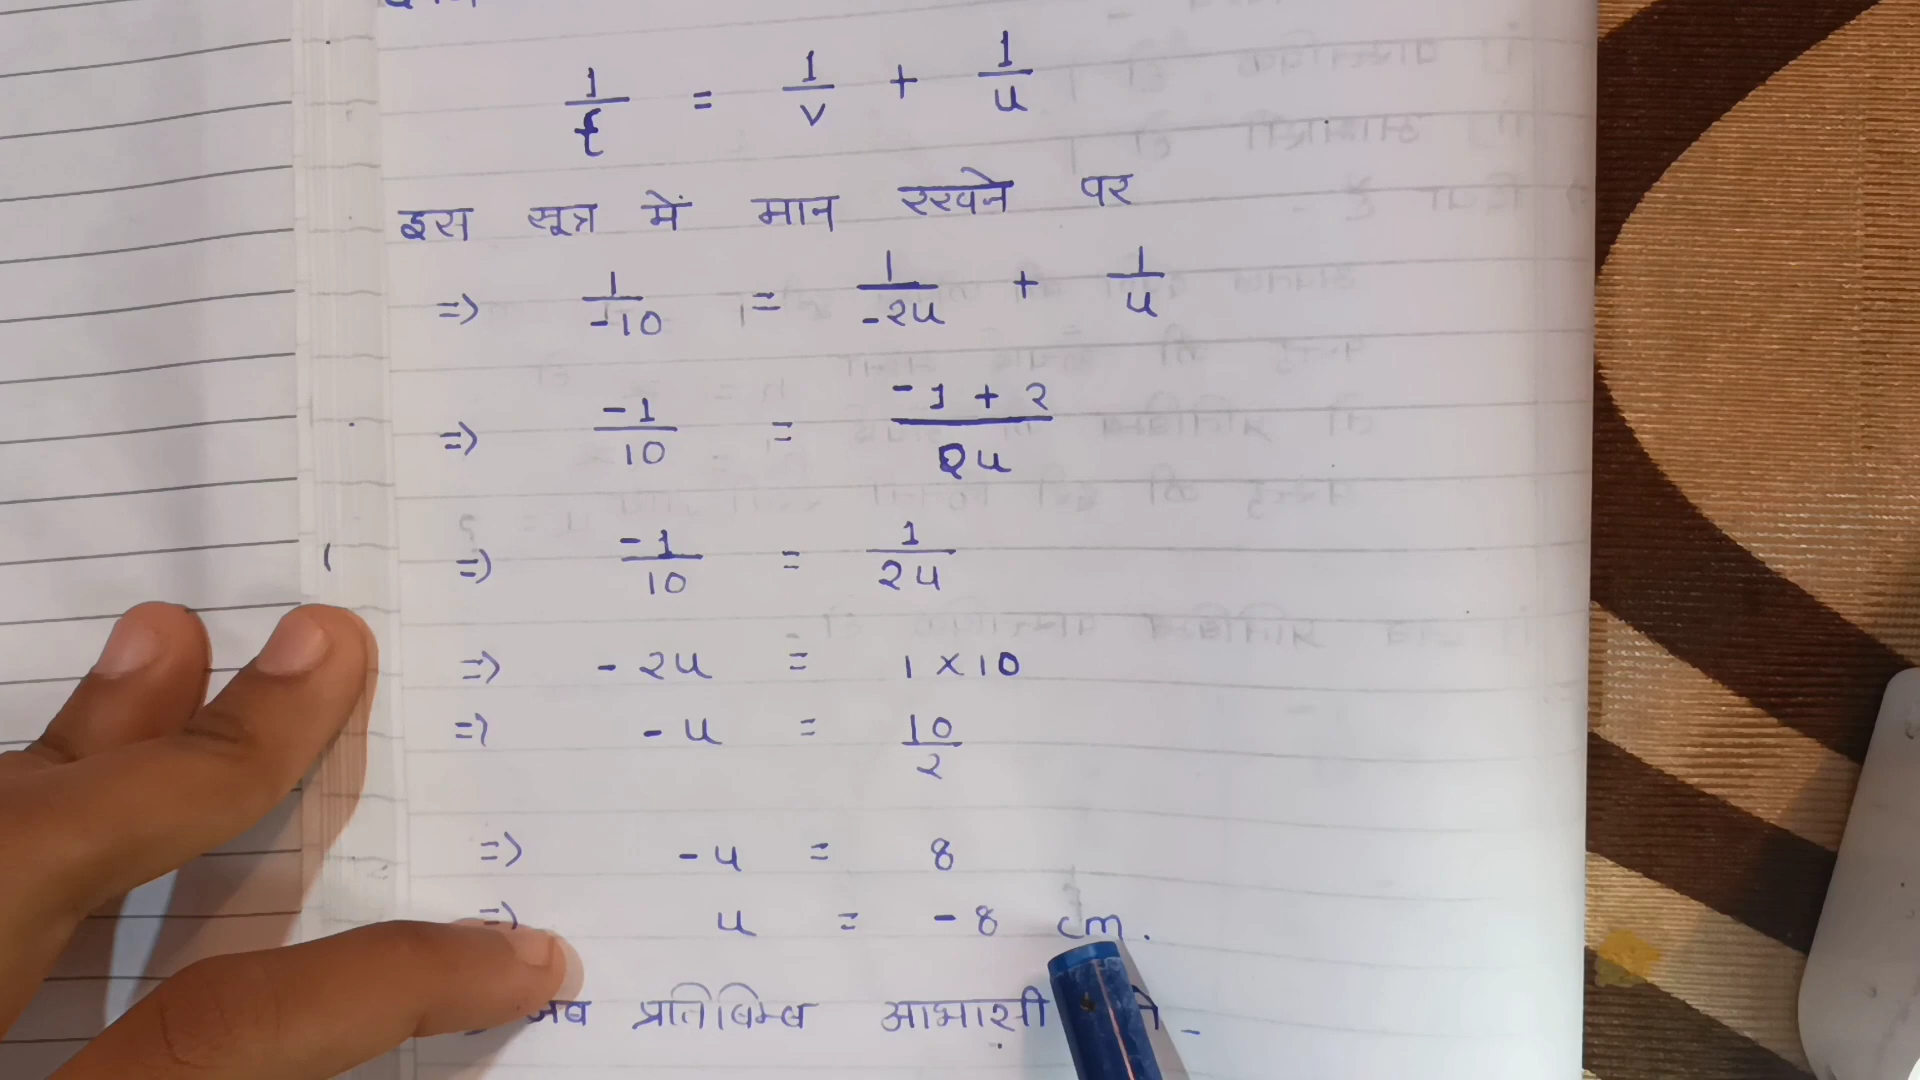 1/f = 1/v + 1/u
इस सूत्र में मान रखने पर
=> 1/-10 = 1/-2u + 1/u
=> -1/10 = -1 + 2/2u
=> -1/10 = 1/2u
=> -2u = 1 × 10
=> -u = 10/2
=> -u = 8
=> u = -8 cm.
जब प्रतिबिम्ब आभासी